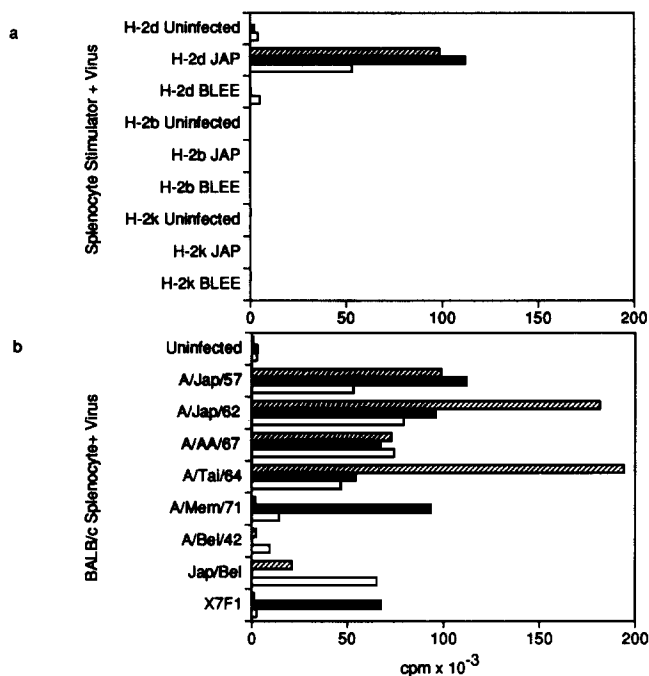 a
Splenocyte Stimulator + Virus
H-2d Uninfected
H-2d JAP
H-2d BLEE
H-2b Uninfected
H-2b JAP
H-2b BLEE
H-2k Uninfected
H-2k JAP
H-2k BLEE
0 50 100 150 200
b
BALB/c Splenocyte+ Virus
Uninfected
A/Jap/57
A/Jap/62
A/AA/67
A/Tai/64
A/Mem/71
A/Bel/42
Jap/Bel
X7F1
0 50 100 150 200
cpm x 10⁻³